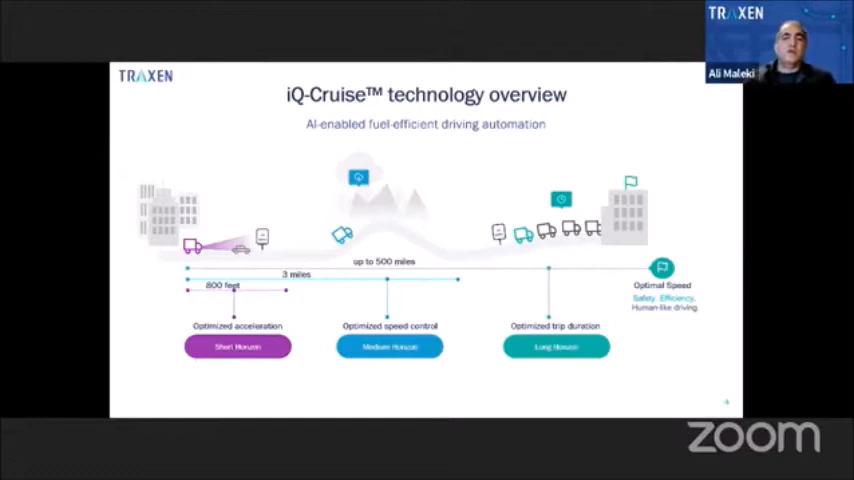 TRAXEN
Ali Maleki
TRAXEN
iQ-Cruise™ technology overview
AI-enabled fuel-efficient driving automation
up to 500 miles
3 miles
800 feet
Optimal Speed
Safety. Efficiency.
Human-like driving.
Optimized acceleration
Optimized speed control
Optimized trip duration
Short Horizon
Medium Horizon
Long Horizon
zoom